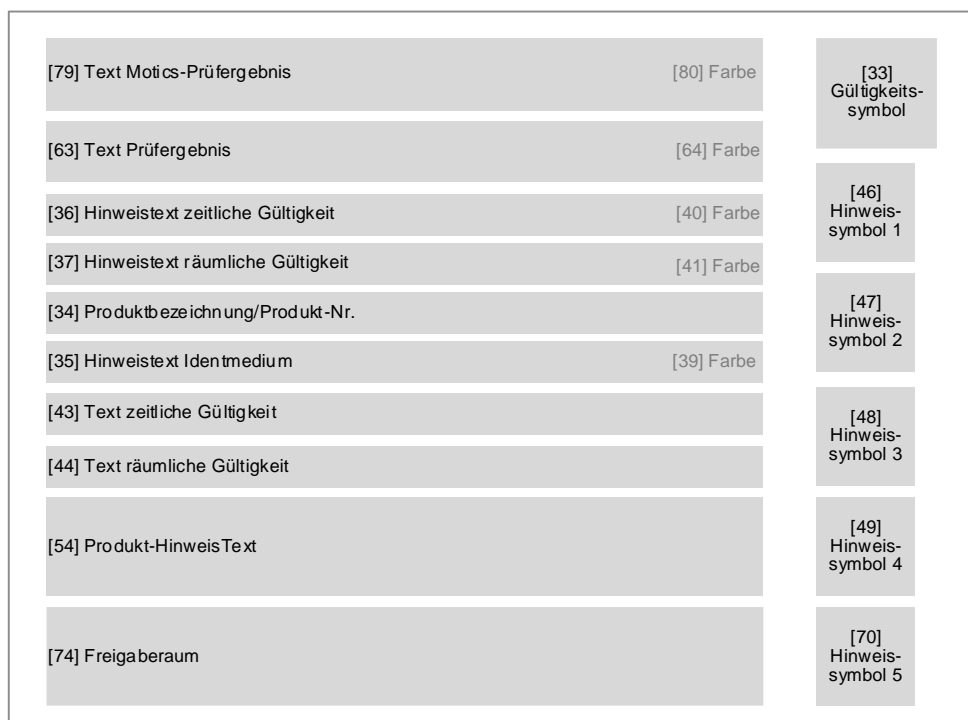 [79] Text Motics-Prüfergebnis [80] Farbe
[63] Text Prüfergebnis [64] Farbe
[36] Hinweistext zeitliche Gültigkeit [40] Farbe
[37] Hinweistext räumliche Gültigkeit [41] Farbe
[34] Produktbezeichnung/Produkt-Nr.
[35] Hinweistext Identmedium [39] Farbe
[43] Text zeitliche Gültigkeit
[44] Text räumliche Gültigkeit
[54] Produkt-HinweisText
[74] Freigaberaum
[33]
Gültigkeits-
symbol
[46]
Hinweis-
symbol 1
[47]
Hinweis-
symbol 2
[48]
Hinweis-
symbol 3
[49]
Hinweis-
symbol 4
[70]
Hinweis-
symbol 5